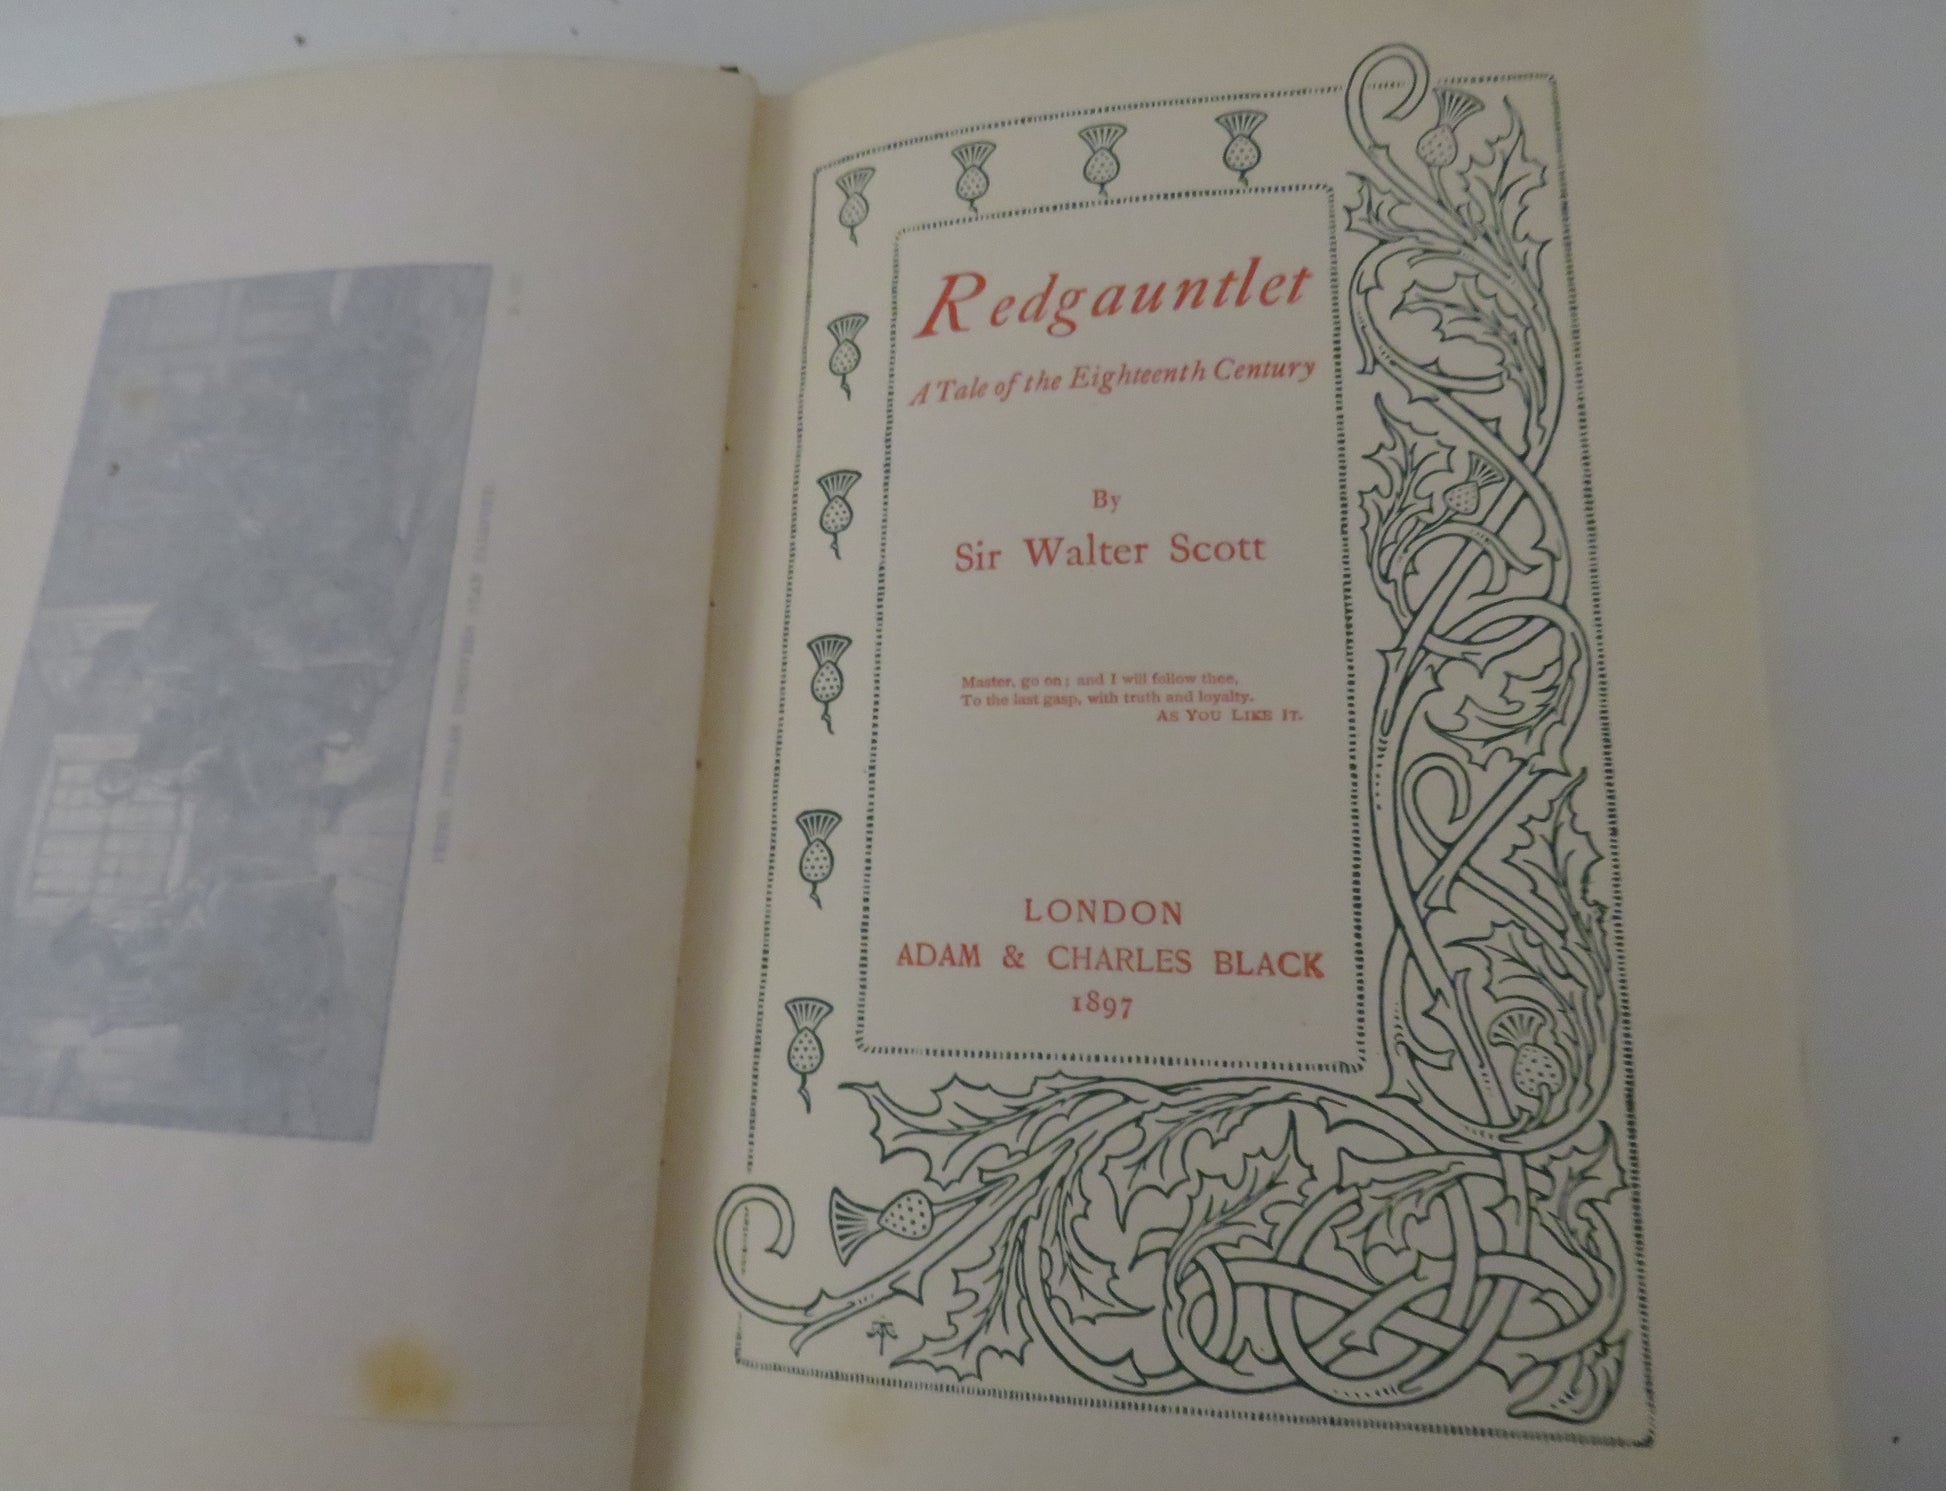 Redgauntlet
A Tale of the Eighteenth Century
By
Sir Walter Scott
Master, go on; and I will follow thee,
To the last gasp, with truth and loyalty.
AS YOU LIKE IT.
LONDON
ADAM & CHARLES BLACK
1897